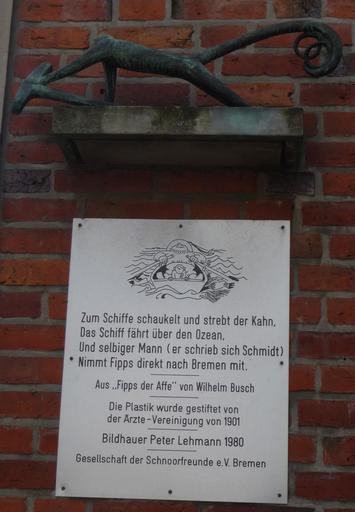 Zum Schiffe schaukelt und strebt der Kahn,
Das Schiff fährt über den Ozean,
Und selbiger Mann (er schrieb sich Schmidt)
Nimmt Fipps direkt nach Bremen mit.
Aus „Fipps der Affe" von Wilhelm Busch
Die Plastik wurde gestiftet von
der Ärzte-Vereinigung von 1901
Bildhauer Peter Lehmann 1980
Gesellschaft der Schnoorfreunde e.V. Bremen